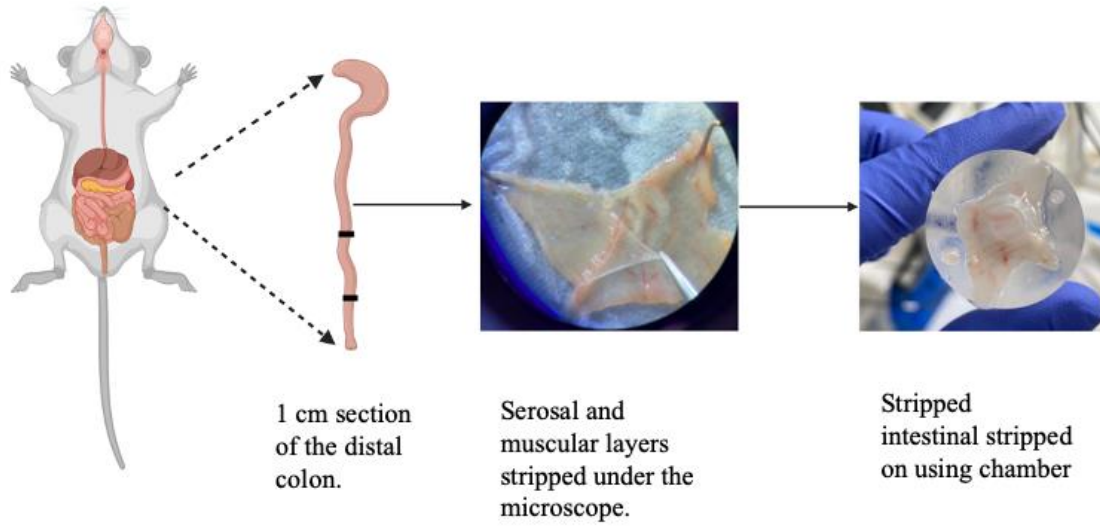 1 cm section
of the distal
colon.
Serosal and
muscular layers
stripped under the
microscope.
Stripped
intestinal stripped
on using chamber